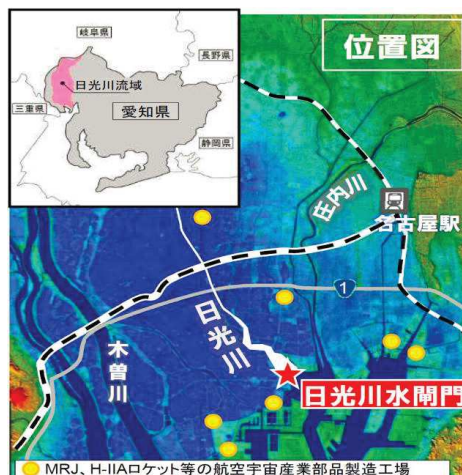 岐阜県
位置図
長野県
日光川流域
三重県
愛知県
静岡県
庄内川
名古屋駅
1
日光川
木曽川
日光川水閘門
MRJ、H-IIAロケット等の航空宇宙産業部品製造工場